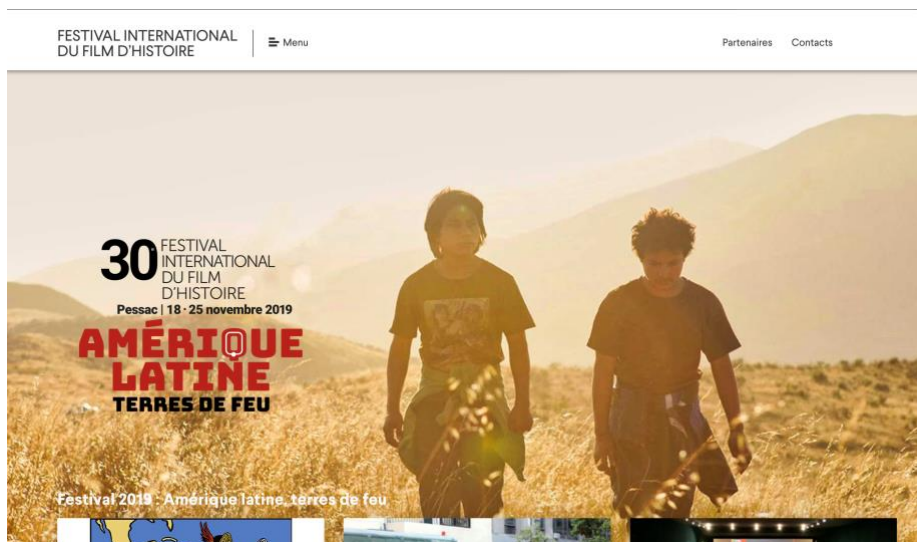 FESTIVAL INTERNATIONAL
DU FILM D'HISTOIRE
Menu
Partenaires
Contacts
30 FESTIVAL
INTERNATIONAL
DU FILM
D'HISTOIRE
Pessac | 18 · 25 novembre 2019
AMÉRIQUE
LATINE
TERRES DE FEU
Festival 2019 : Amérique latine, terres de feu